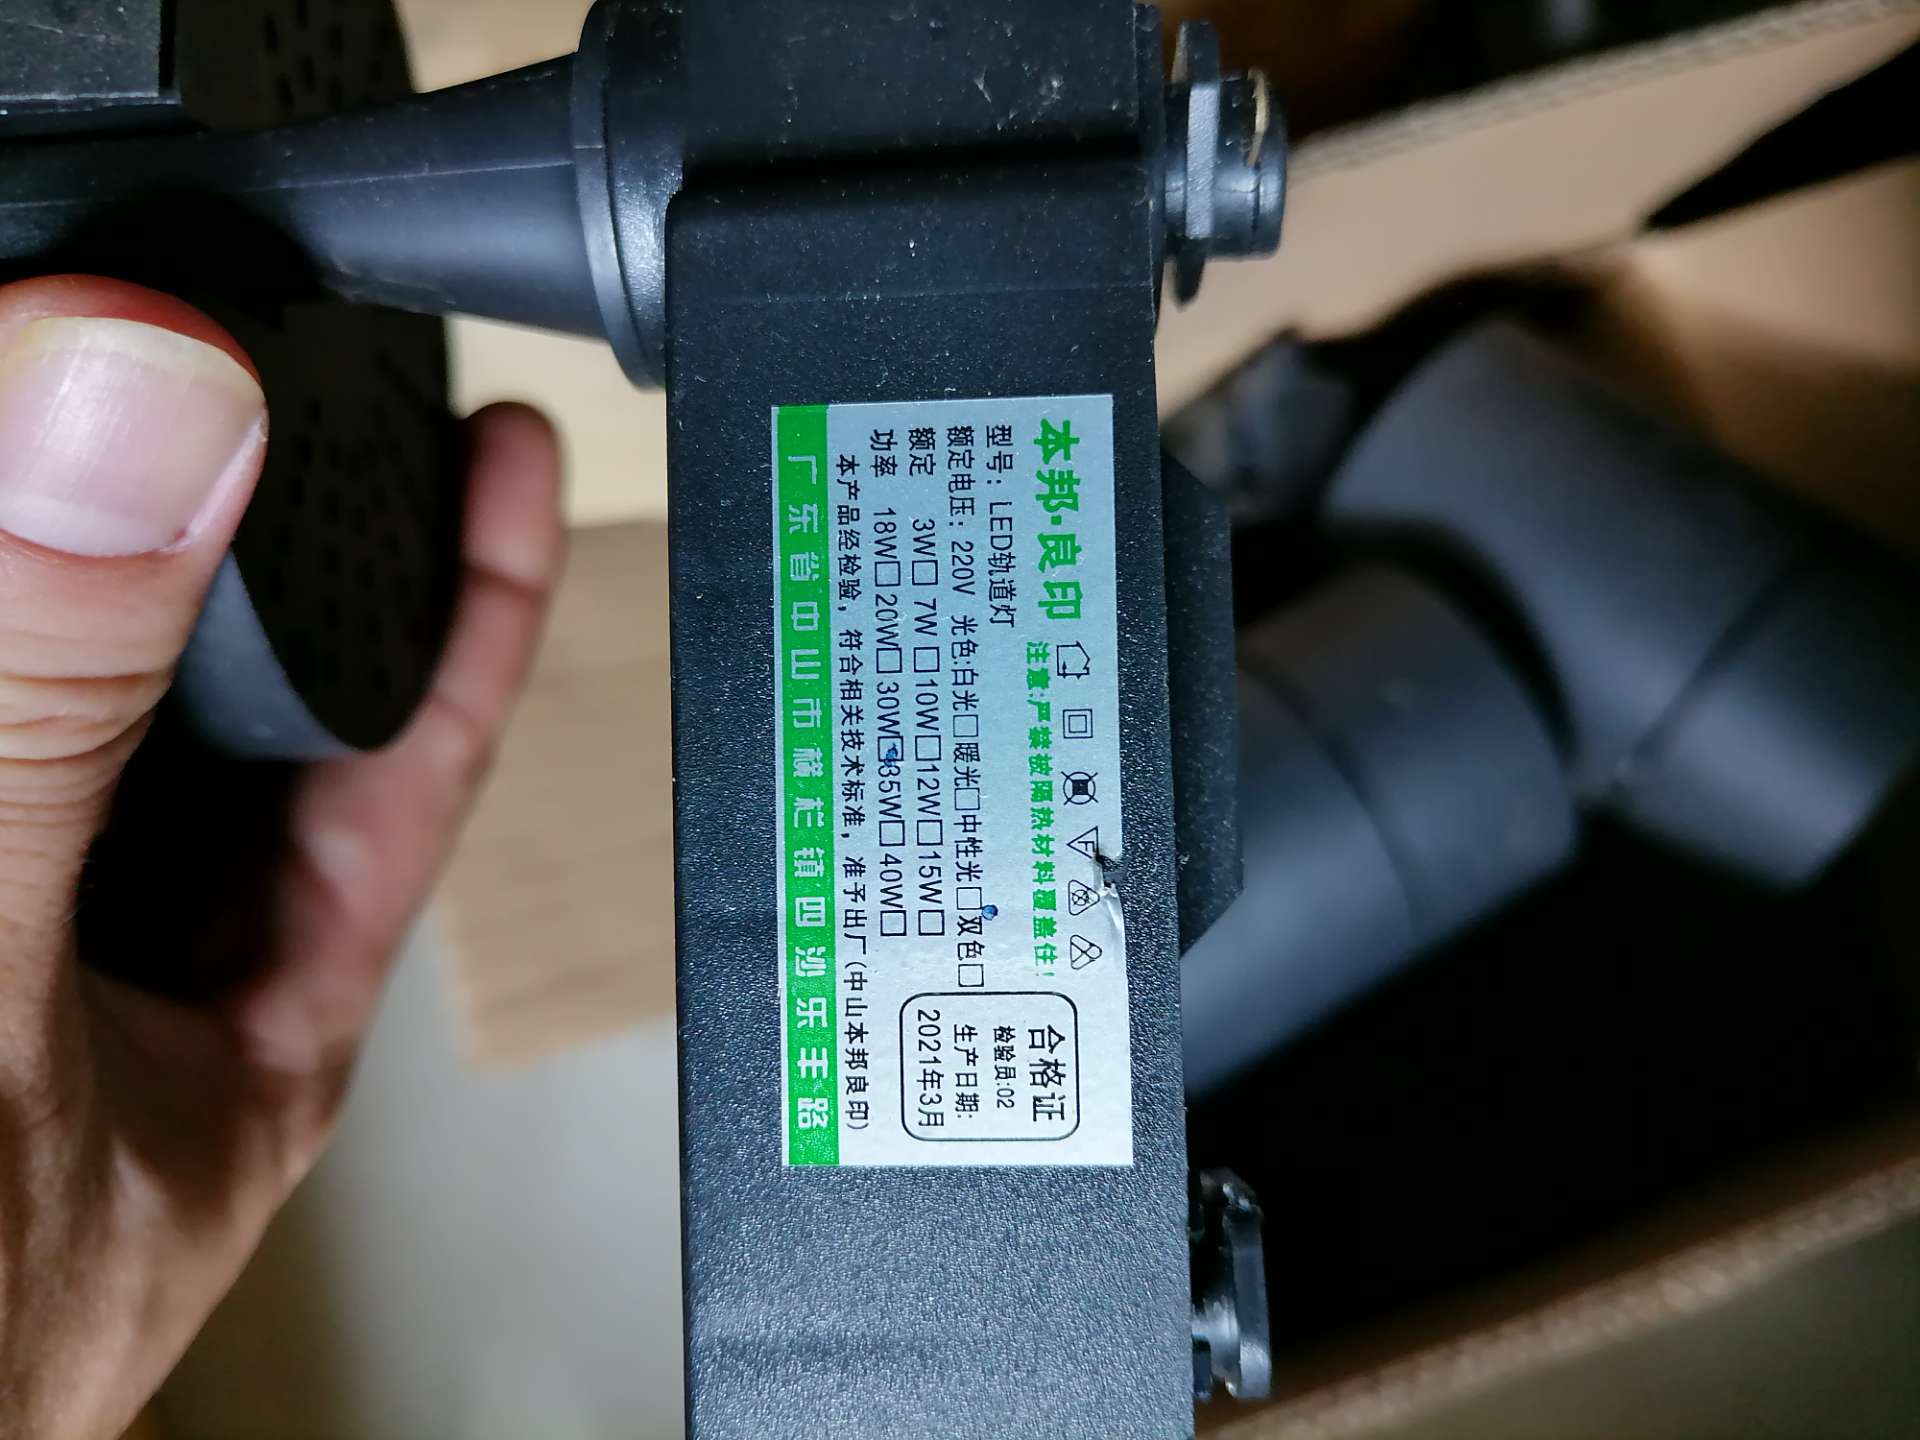 本邦·良印
注意:严禁被隔热材料覆盖住!
型号：LED轨道灯
额定电压：220V 光色:白光□暖光□中性光□双色□
额定 3W□ 7W□10W□12W□15W□
功率 18W□20W□30W□35W□40W□
本产品经检验，符合相关技术标准，准予出厂(中山本邦良印)
合格证
检验员:02
生产日期:
2021年3月
广东省中山市横栏镇四沙乐丰路
F